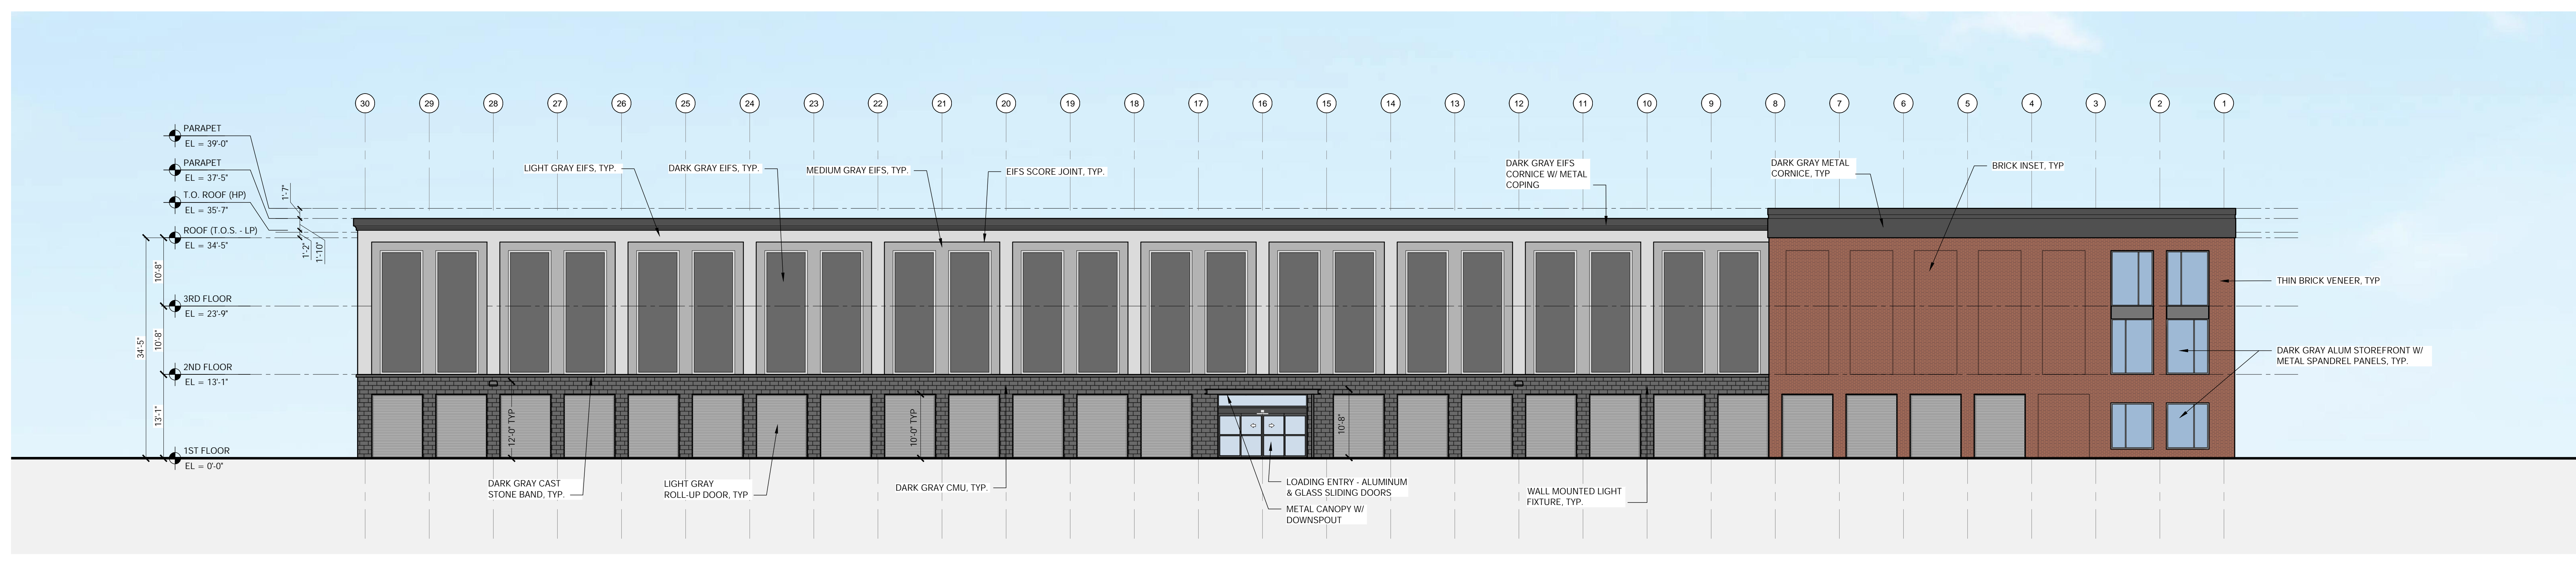 30 29 28 27 26 25 24 23 22 21 20 19 18 17 16 15 14 13 12 11 10 9 8 7 6 5 4 3 2 1
PARAPET
EL = 39'-0"
PARAPET
EL = 37'-5"
T.O. ROOF (HP)
EL = 35'-7"
ROOF (T.O.S. - LP)
EL = 34'-5"
3RD FLOOR
EL = 23'-9"
2ND FLOOR
EL = 13'-1"
1ST FLOOR
EL = 0'-0"
1'-7"
1'-2"
1'-10"
10'-8"
10'-8"
34'-5"
13'-1"
LIGHT GRAY EIFS, TYP.
DARK GRAY EIFS, TYP.
MEDIUM GRAY EIFS, TYP.
EIFS SCORE JOINT, TYP.
DARK GRAY EIFS
CORNICE W/ METAL
COPING
DARK GRAY METAL
CORNICE, TYP
BRICK INSET, TYP
THIN BRICK VENEER, TYP
DARK GRAY ALUM STOREFRONT W/
METAL SPANDREL PANELS, TYP.
12'-0" TYP
10'-0" TYP
10'-8"
DARK GRAY CAST
STONE BAND, TYP.
LIGHT GRAY
ROLL-UP DOOR, TYP
DARK GRAY CMU, TYP.
LOADING ENTRY - ALUMINUM
& GLASS SLIDING DOORS
METAL CANOPY W/
DOWNSPOUT
WALL MOUNTED LIGHT
FIXTURE, TYP.